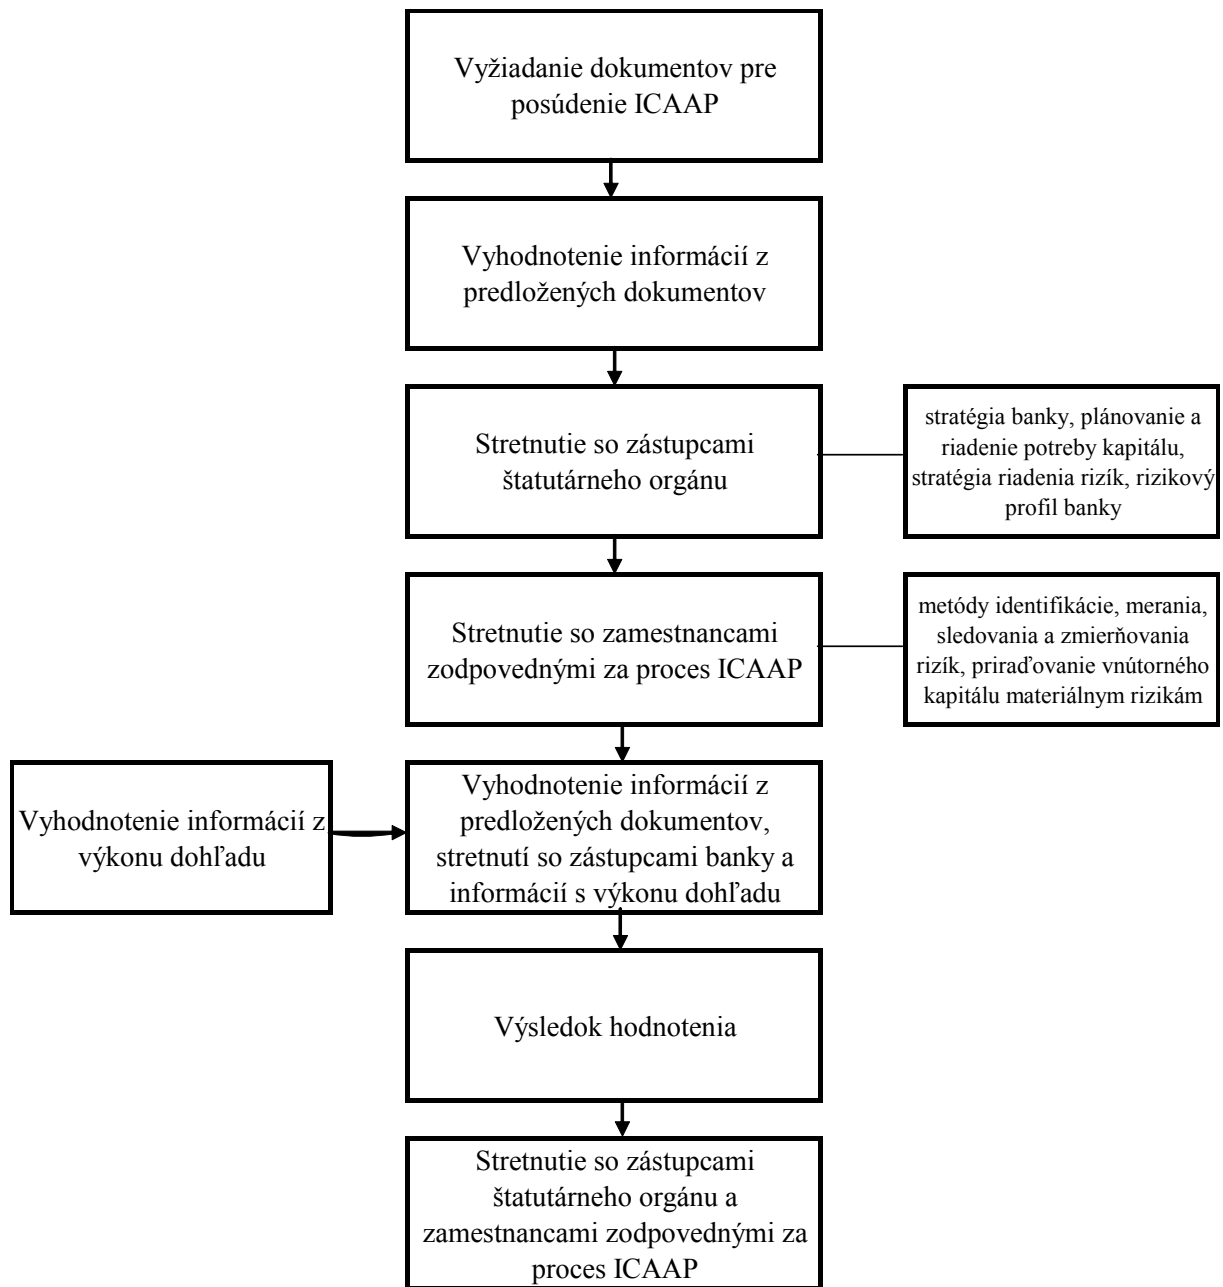 Vyžiadanie dokumentov pre
posúdenie ICAAP
Vyhodnotenie informácií z
predložených dokumentov
Stretnutie so zástupcami
štatutárneho orgánu
stratégia banky, plánovanie a
riadenie potreby kapitálu,
stratégia riadenia rizík, rizikový
profil banky
Stretnutie so zamestnancami
zodpovednými za proces ICAAP
metódy identifikácie, merania,
sledovania a zmierňovania
rizík, priraďovanie vnútorného
kapitálu materiálnym rizikám
Vyhodnotenie informácií z
výkonu dohľadu
Vyhodnotenie informácií z
predložených dokumentov,
stretnutí so zástupcami banky a
informácií s výkonu dohľadu
Výsledok hodnotenia
Stretnutie so zástupcami
štatutárneho orgánu a
zamestnancami zodpovednými za
proces ICAAP